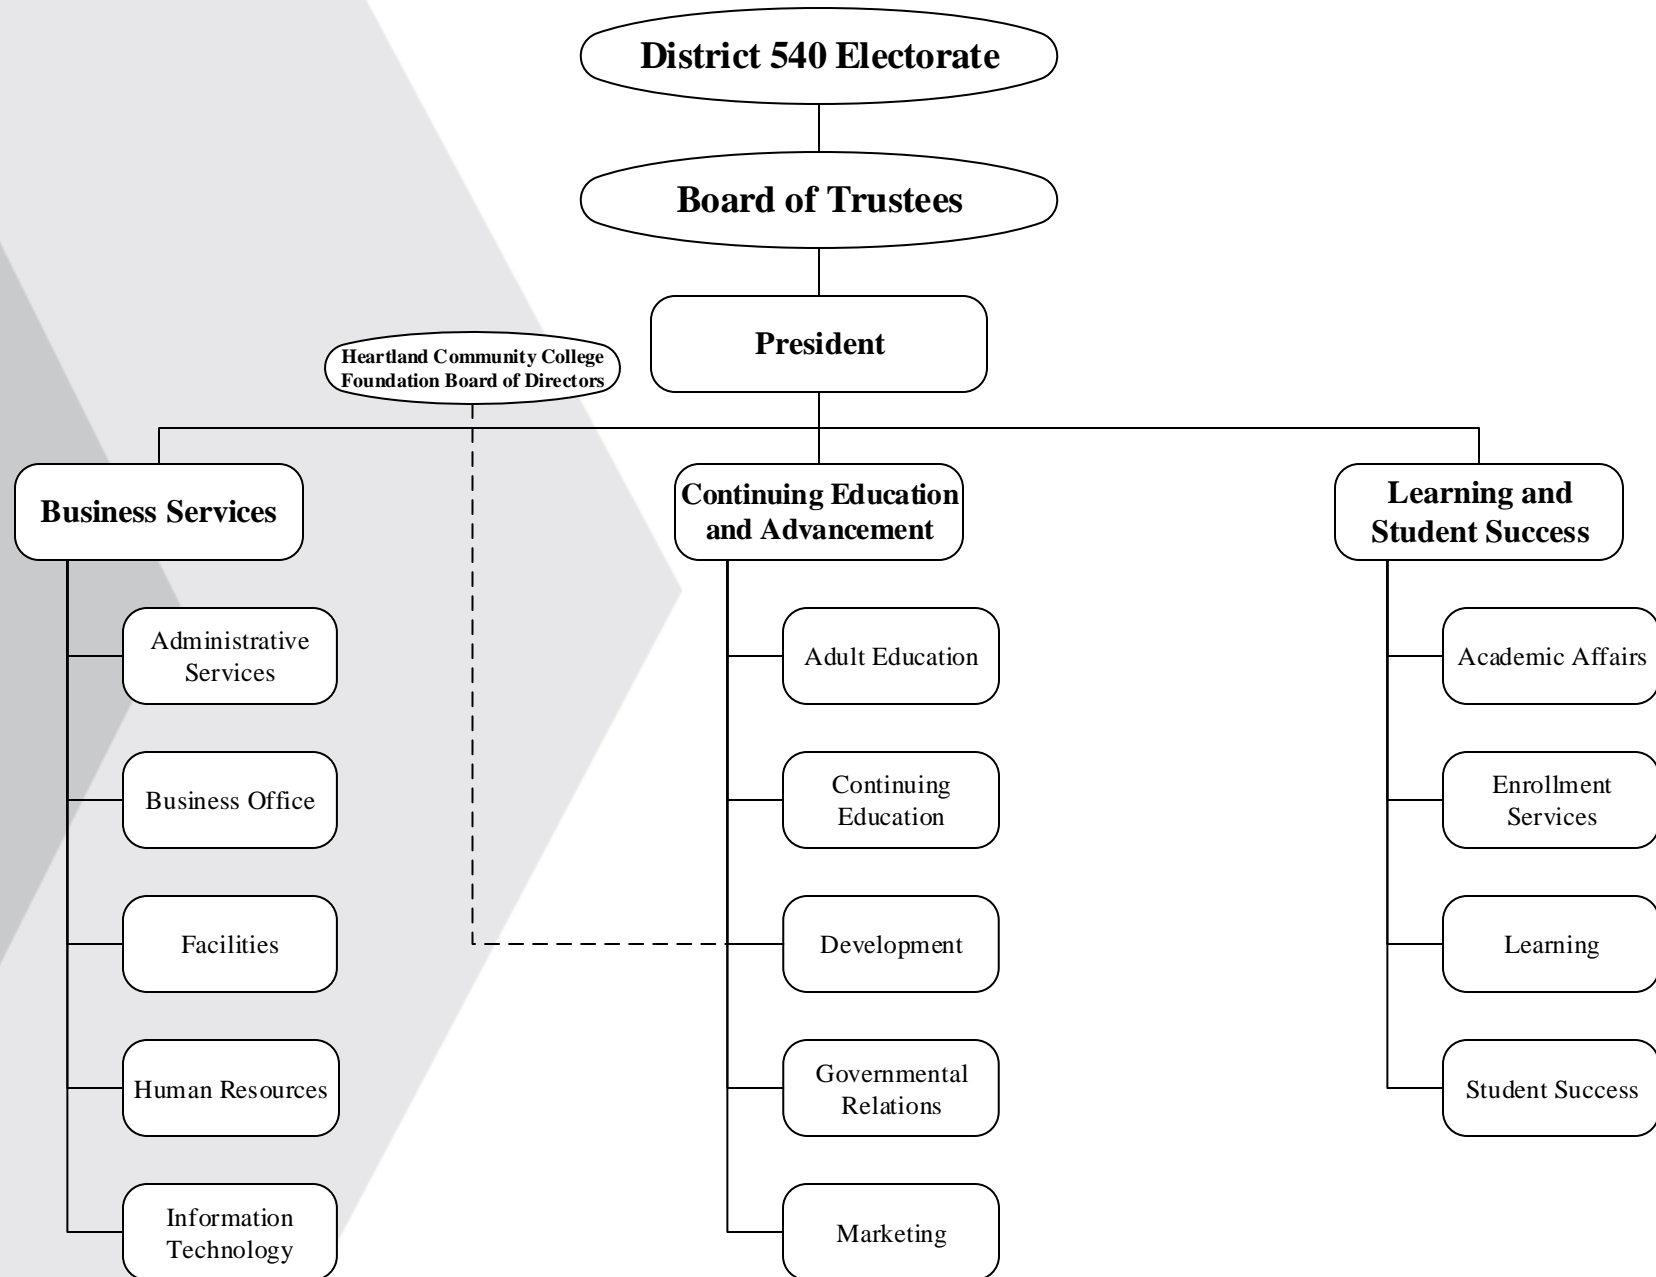 District 540 Electorate
Board of Trustees
President
Heartland Community College
Foundation Board of Directors
Business Services
Continuing Education
and Advancement
Learning and
Student Success
Administrative
Services
Adult Education
Academic Affairs
Business Office
Continuing
Education
Enrollment
Services
Facilities
Development
Learning
Human Resources
Governmental
Relations
Student Success
Information
Technology
Marketing